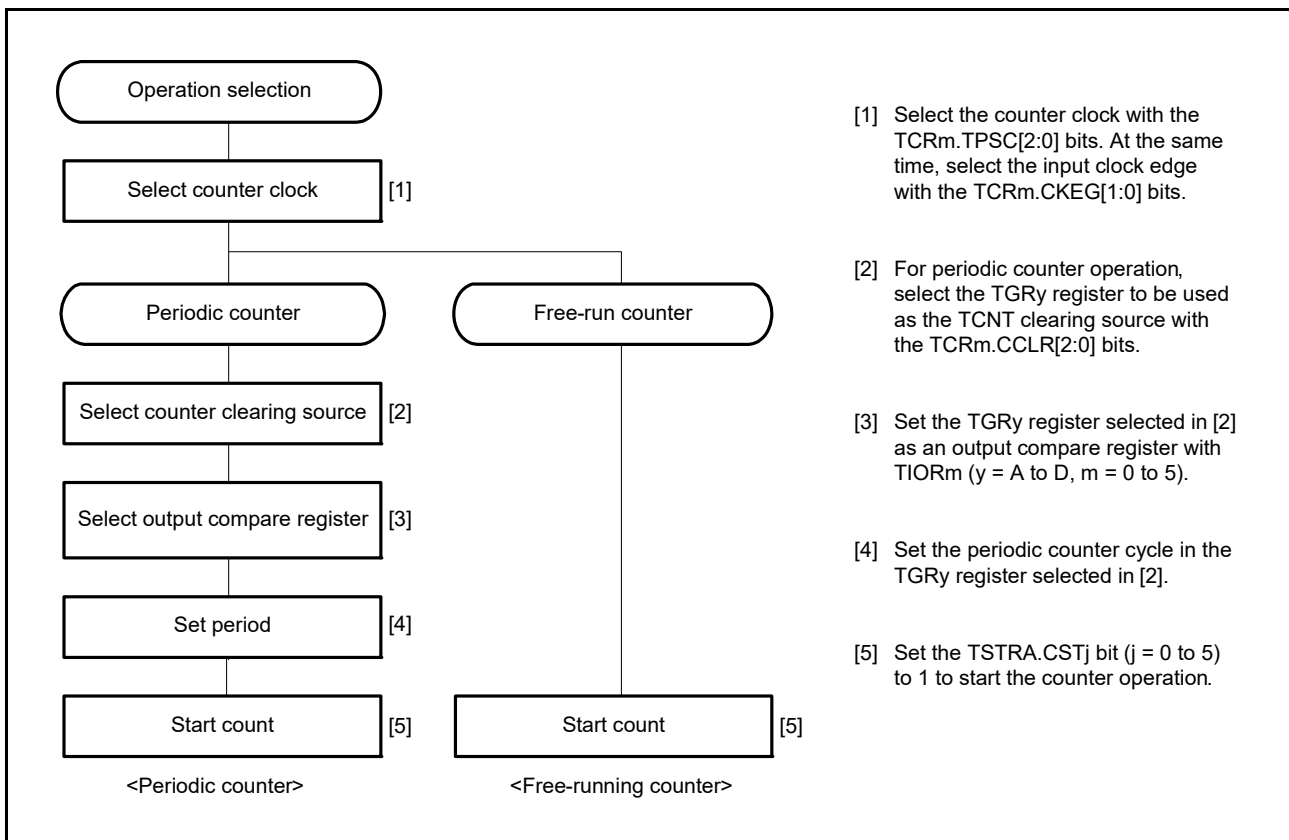 Operation selection
Select counter clock [1]
Periodic counter Free-run counter
Select counter clearing source [2]
Select output compare register [3]
Set period [4]
Start count [5] Start count [5]
<Periodic counter> <Free-running counter>
[1] Select the counter clock with the
TCRm.TPSC[2:0] bits. At the same
time, select the input clock edge
with the TCRm.CKEG[1:0] bits.
[2] For periodic counter operation,
select the TGRy register to be used
as the TCNT clearing source with
the TCRm.CCLR[2:0] bits.
[3] Set the TGRy register selected in [2]
as an output compare register with
TIORm (y = A to D, m = 0 to 5).
[4] Set the periodic counter cycle in the
TGRy register selected in [2].
[5] Set the TSTRA.CSTj bit (j = 0 to 5)
to 1 to start the counter operation.